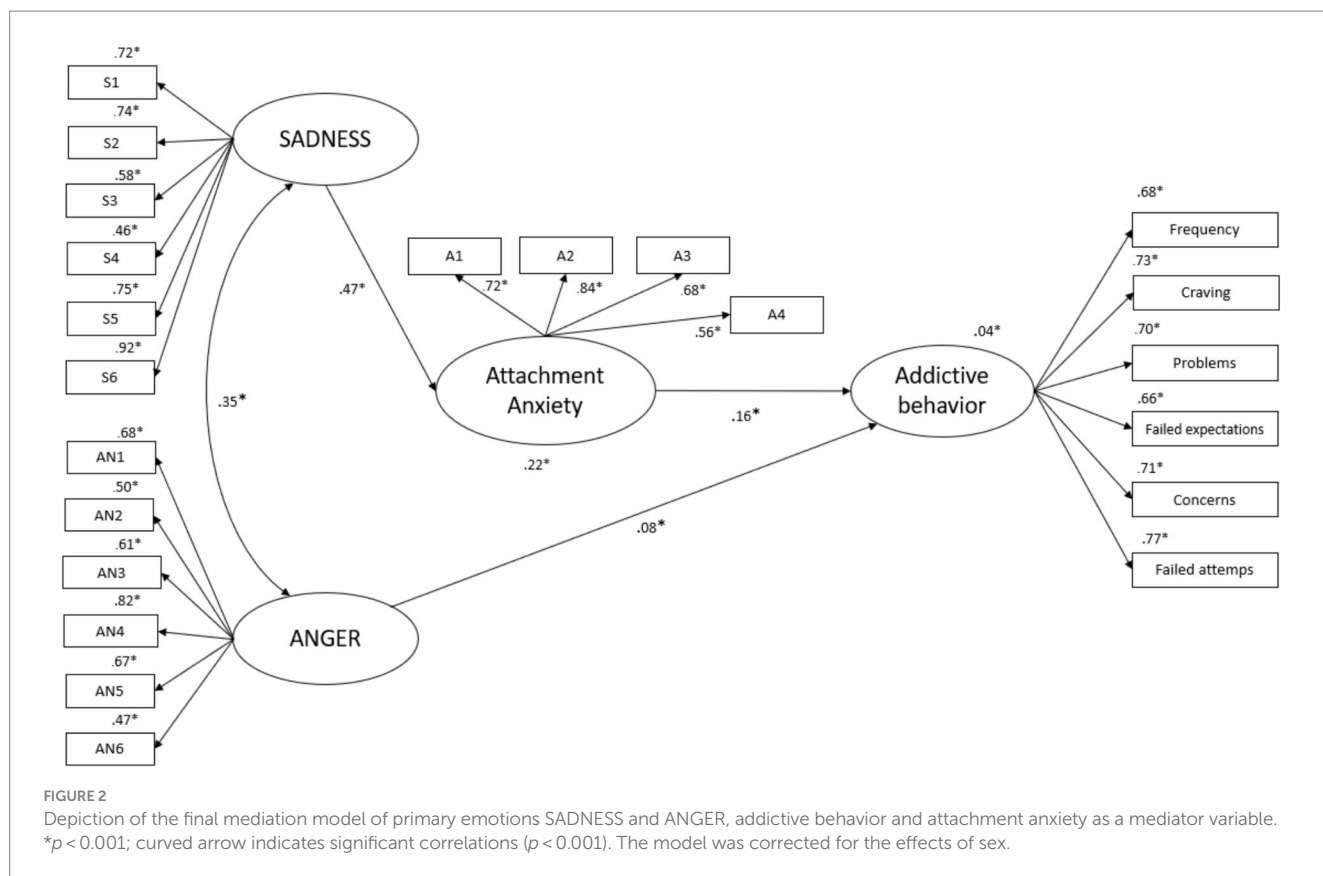 .72*
S1
.74*
S2
.58*
S3
.46*
S4
.75*
S5
.92*
S6
SADNESS
.68*
AN1
.50*
AN2
.61*
AN3
.82*
AN4
.67*
AN5
.47*
AN6
ANGER
.35*
.47*
A1
A2
A3
A4
.72*
.84*
.68*
.56*
Attachment
Anxiety
.22*
.16*
.08*
.04*
Addictive
behavior
.68*
Frequency
.73*
Craving
.70*
Problems
.66*
Failed expectations
.71*
Concerns
.77*
Failed attemps
FIGURE 2
Depiction of the final mediation model of primary emotions SADNESS and ANGER, addictive behavior and attachment anxiety as a mediator variable.
*p < 0.001; curved arrow indicates significant correlations (p < 0.001). The model was corrected for the effects of sex.